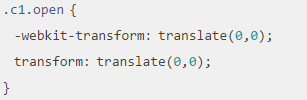 .c1.open {
-webkit-transform: translate(0,0);
transform: translate(0,0);
}